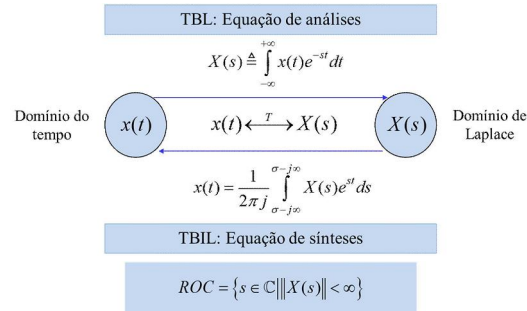 TBL: Equação de análises
X(s) ≜ ∫_{-∞}^{+∞} x(t)e^{-st}dt
Domínio do tempo
x(t)
x(t) ⟷^{T} X(s)
X(s)
Domínio de Laplace
x(t) = \frac{1}{2πj} ∫_{σ-j∞}^{σ-j∞} X(s)e^{st}ds
TBIL: Equação de sínteses
ROC = {s ∈ ℂ|‖X(s)‖ < ∞}